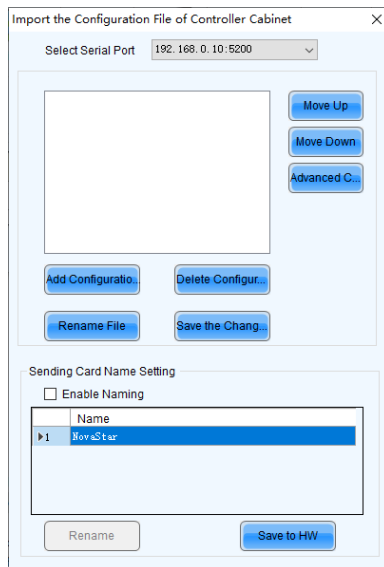 Import the Configuration File of Controller Cabinet
Select Serial Port 192.168.0.10:5200
Move Up
Move Down
Advanced C...
Add Configuratio...
Delete Configur...
Rename File
Save the Chang...
Sending Card Name Setting
Enable Naming
Name
1 NovaStar
Rename
Save to HW